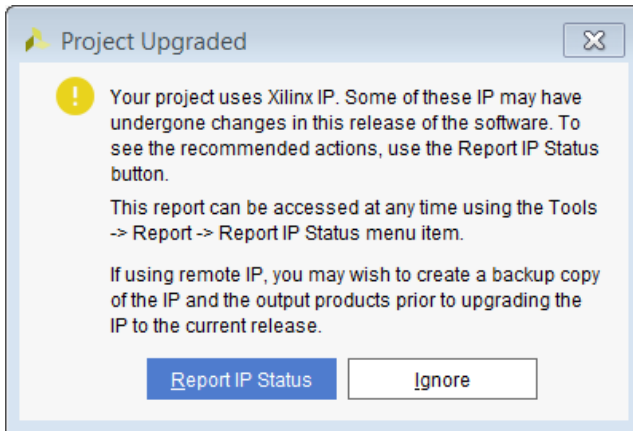 Project Upgraded
Your project uses Xilinx IP. Some of these IP may have
undergone changes in this release of the software. To
see the recommended actions, use the Report IP Status
button.
This report can be accessed at any time using the Tools
-> Report -> Report IP Status menu item.
If using remote IP, you may wish to create a backup copy
of the IP and the output products prior to upgrading the
IP to the current release.
Report IP Status
Ignore